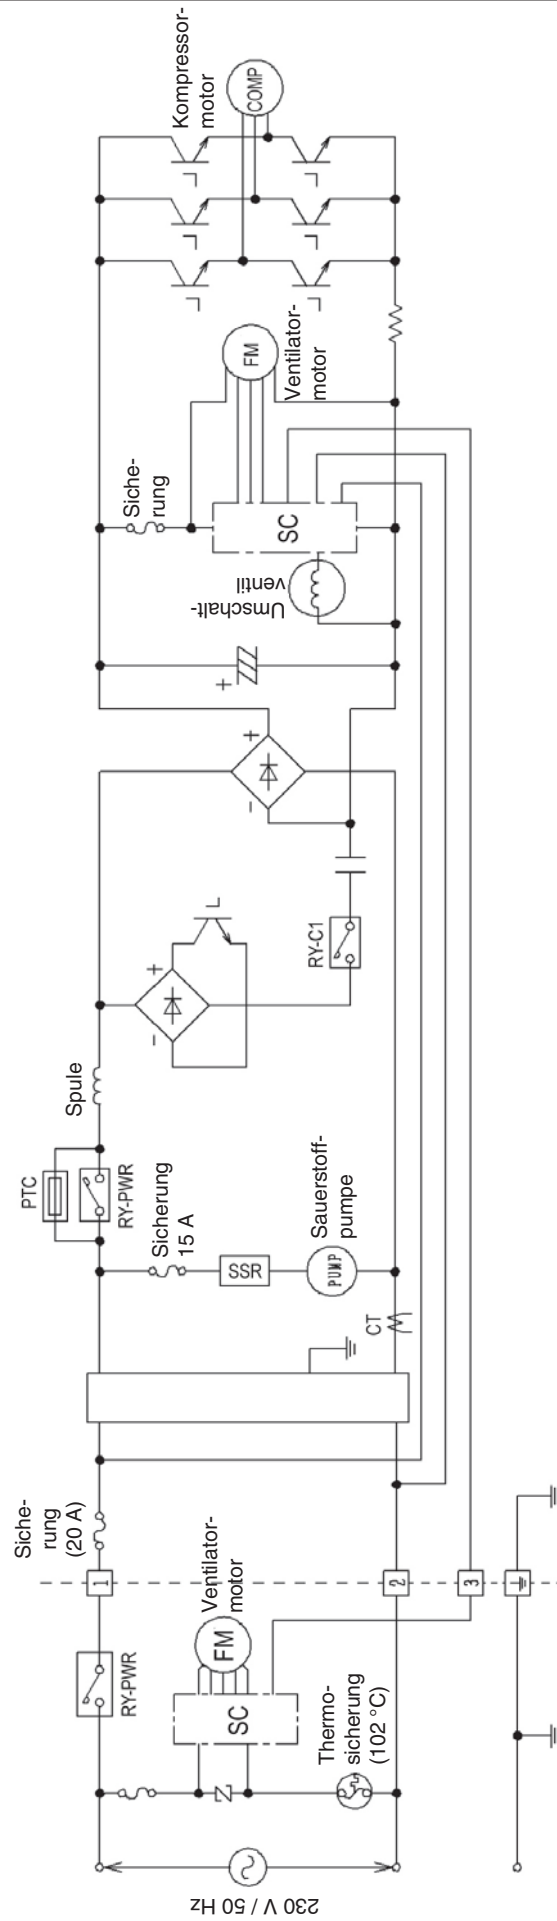 230 V / 50 Hz
Thermo-
sicherung
(102 °C)
SC
FM
Ventilator-
motor
RY-PWR
1
2
3
Siche-
rung
(20 A)
CT
Sicherung
15 A
SSR
PUMP
Sauerstoff-
pumpe
PTC
RY-PWR
Spule
-
+
RY-C1
-
+
+
Umschalt-
ventil
SC
Siche-
rung
FM
Ventilator-
motor
COMP
Kompressor-
motor